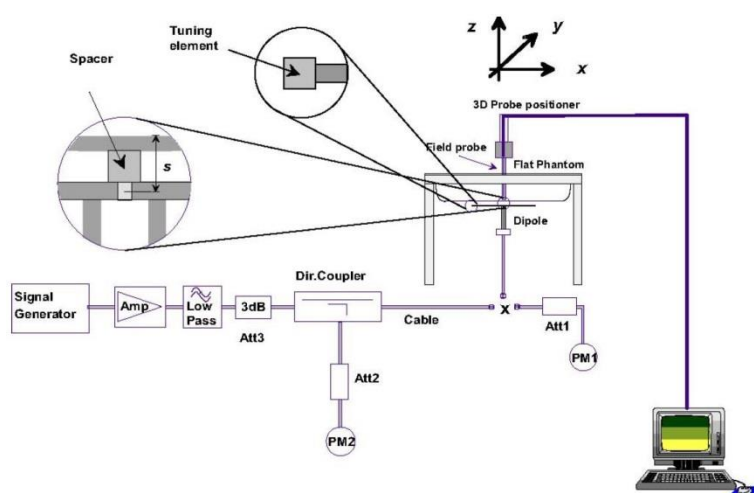 Tuning
element
Spacer
s
z
y
x
3D Probe positioner
Field probe
Flat Phantom
Dipole
Signal
Generator
Amp
Low
Pass
3dB
Att3
Dir.Coupler
Cable
x
Att1
PM1
Att2
PM2